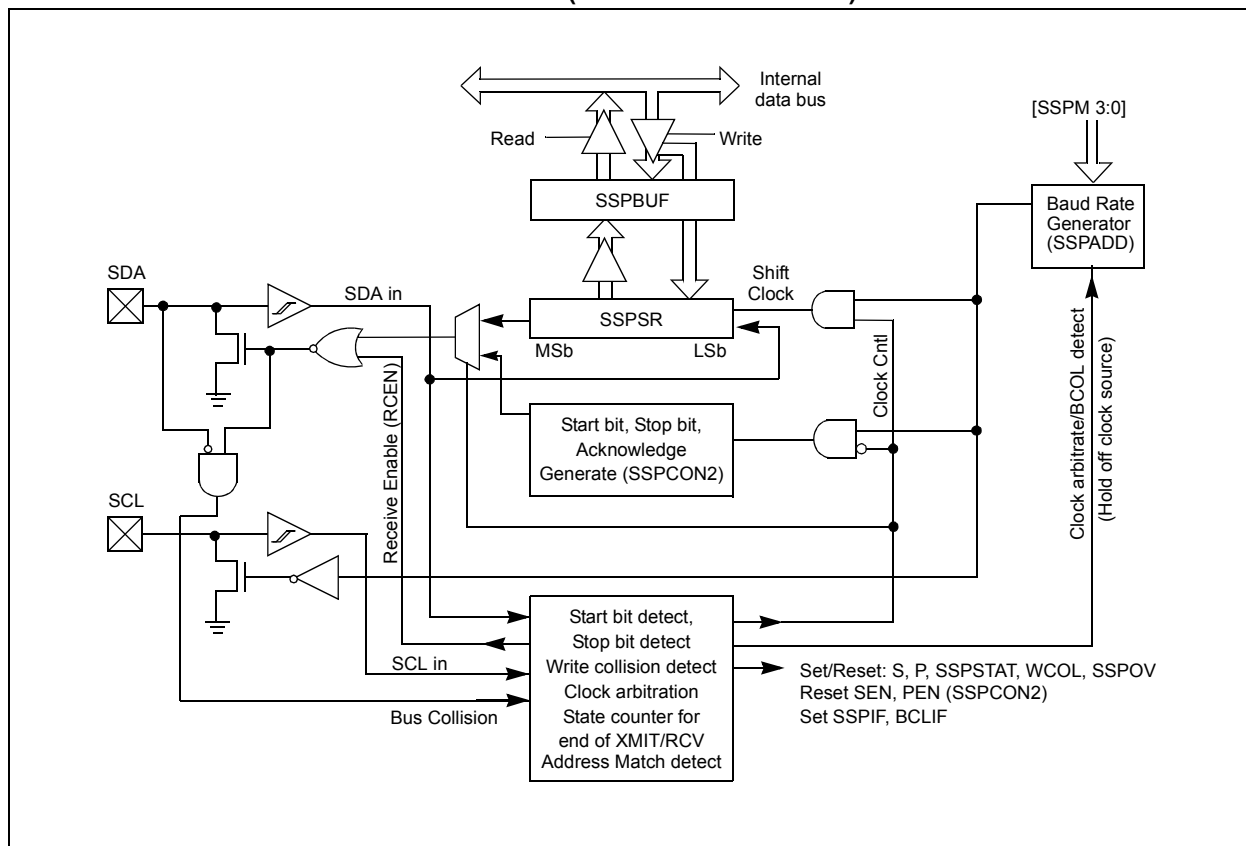 Internal
data bus
[SSPM 3:0]
Read
Write
SSPBUF
Baud Rate
Generator
(SSPADD)
SDA
SDA in
Shift
Clock
SSPSR
MSb
LSb
Receive Enable (RCEN)
Start bit, Stop bit,
Acknowledge
Generate (SSPCON2)
Clock Cntl
Clock arbitrate/BCOL detect
(Hold off clock source)
SCL
SCL in
Bus Collision
Start bit detect,
Stop bit detect
Write collision detect
Clock arbitration
State counter for
end of XMIT/RCV
Address Match detect
Set/Reset: S, P, SSPSTAT, WCOL, SSPOV
Reset SEN, PEN (SSPCON2)
Set SSPIF, BCLIF